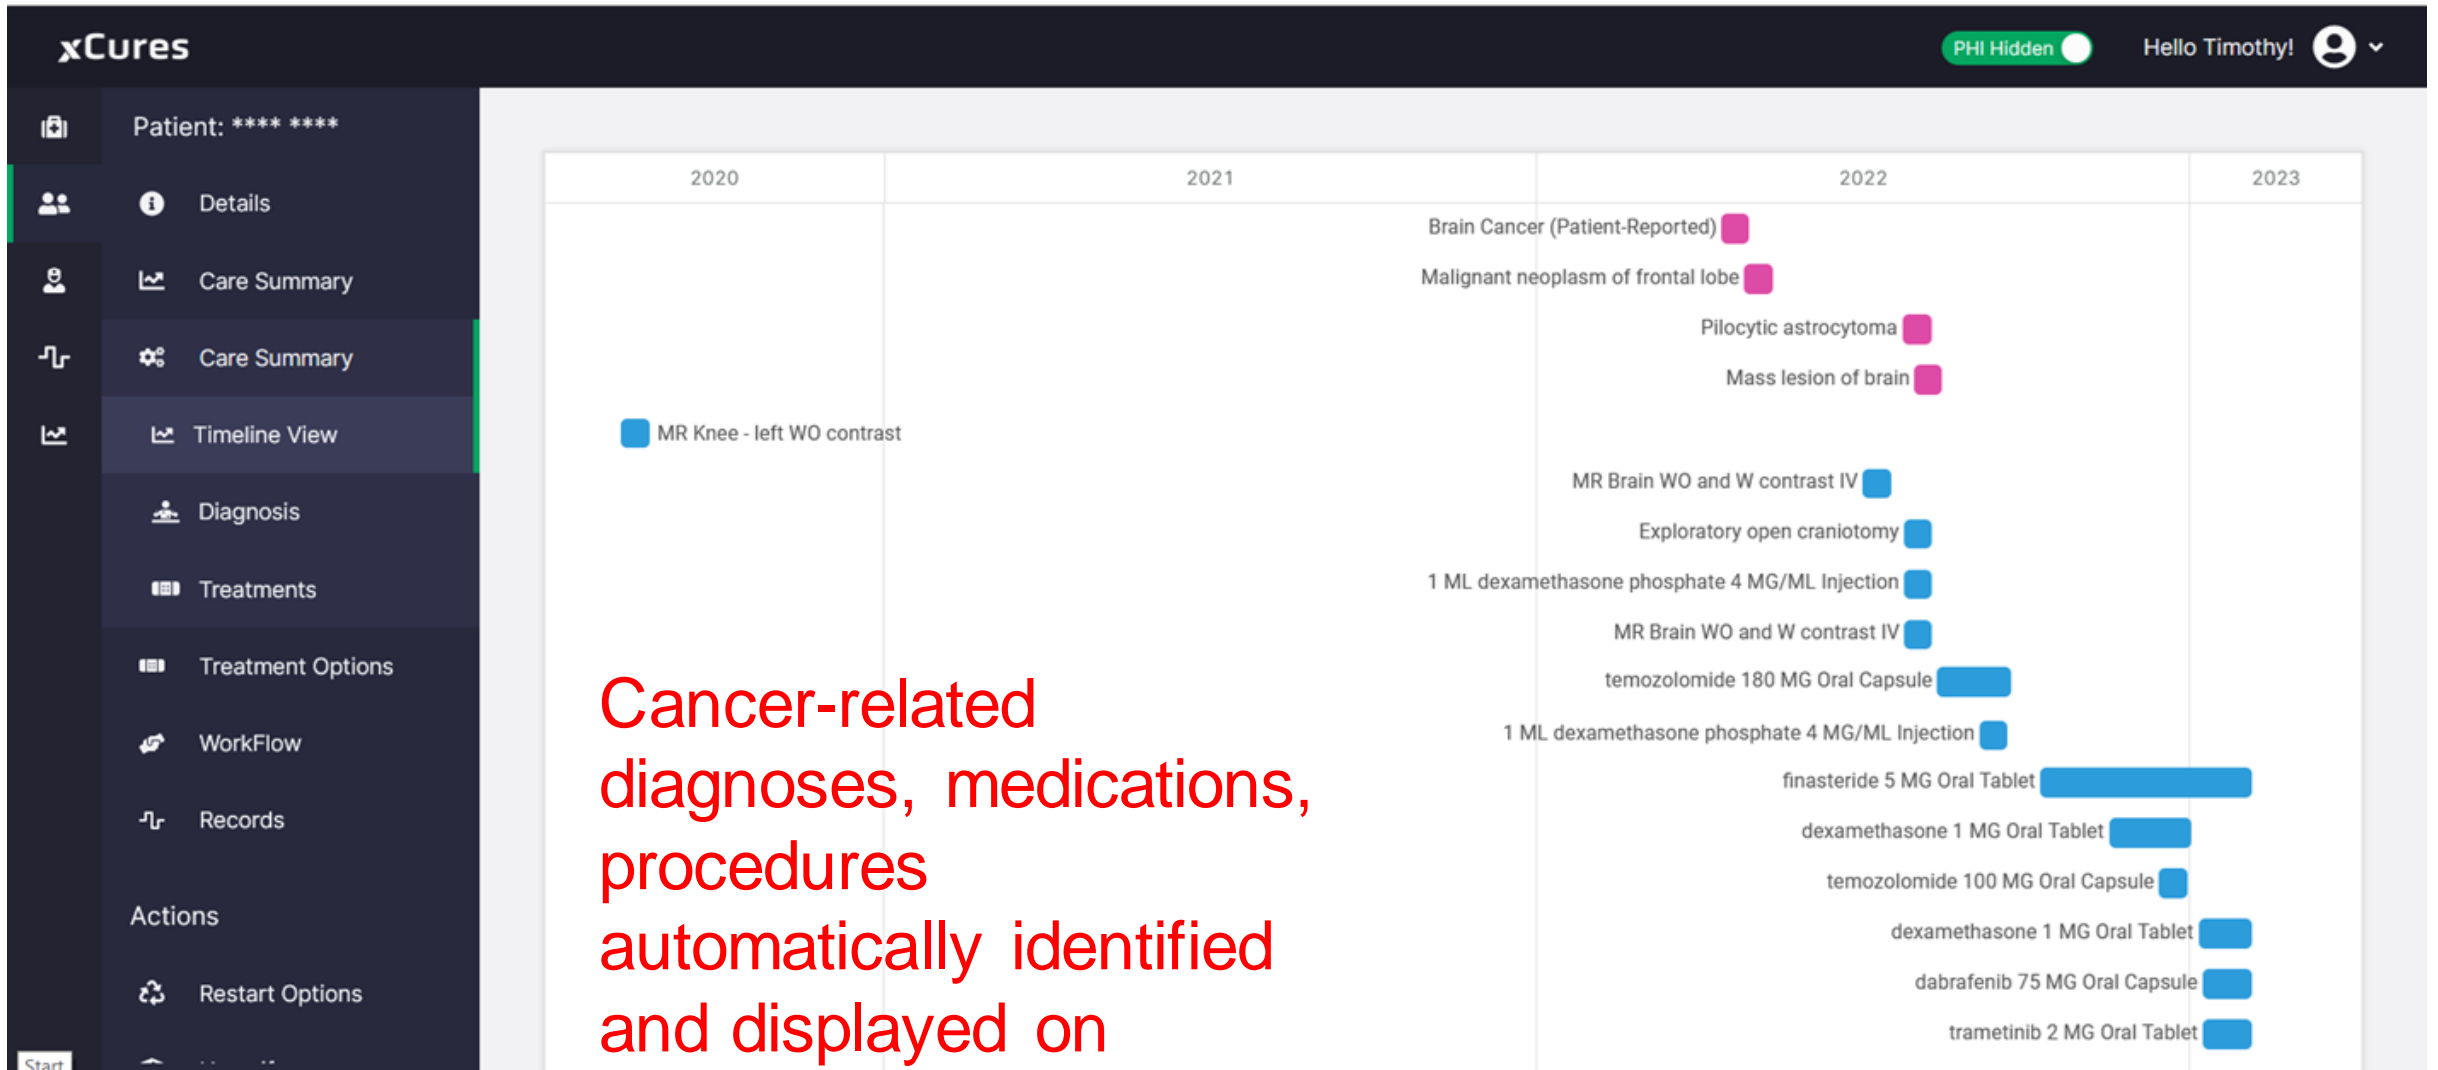 xCures
PHI Hidden
Hello Timothy!
Patient: **** ****
Details
Care Summary
Care Summary
Timeline View
Diagnosis
Treatments
Treatment Options
WorkFlow
Records
Actions
Restart Options
Start
2020 2021 2022 2023
Brain Cancer (Patient-Reported)
Malignant neoplasm of frontal lobe
Pilocytic astrocytoma
Mass lesion of brain
MR Knee - left WO contrast
MR Brain WO and W contrast IV
Exploratory open craniotomy
1 ML dexamethasone phosphate 4 MG/ML Injection
MR Brain WO and W contrast IV
temozolomide 180 MG Oral Capsule
1 ML dexamethasone phosphate 4 MG/ML Injection
finasteride 5 MG Oral Tablet
dexamethasone 1 MG Oral Tablet
temozolomide 100 MG Oral Capsule
dexamethasone 1 MG Oral Tablet
dabrafenib 75 MG Oral Capsule
trametinib 2 MG Oral Tablet
Cancer-related
diagnoses, medications,
procedures
automatically identified
and displayed on